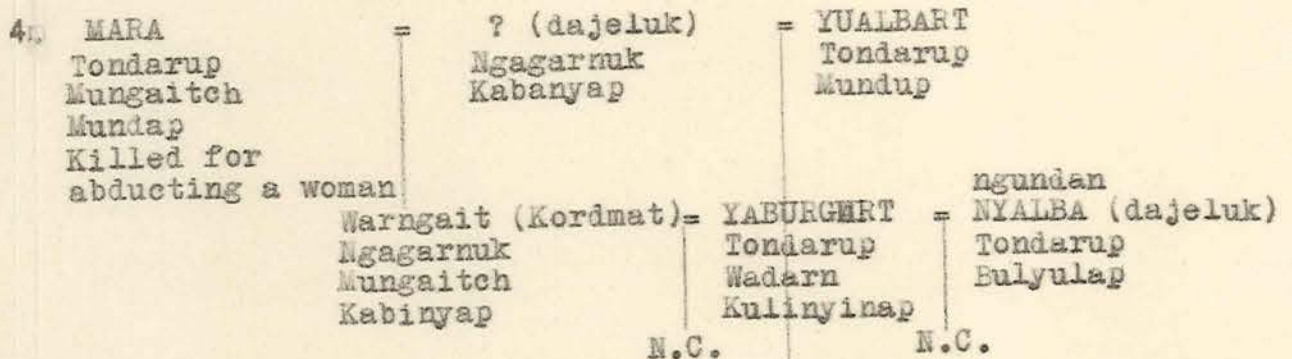 4. MARA = ? (dajeluk) = YUALBART
Tondarup Ngagarnuk Tondarup
Mungaitch Kabanyap Mundup
Mundap
Killed for
abducting a woman ngundan
Warngait (Kordmat)= YABURGHRT = NYALBA (dajeluk)
Ngagarnuk Tondarup Tondarup
Mungaitch Wadarn Bulyulap
Kabinyap Kulinyinap
N.C. N.C.